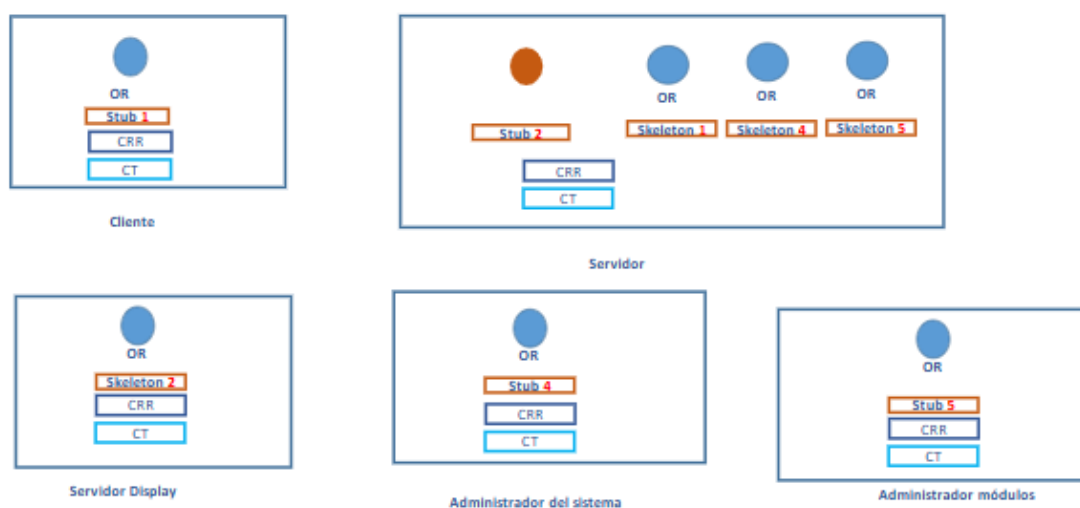 OR
Stub 1
CRR
CT
Cliente
OR
OR
OR
Stub 2
Skeleton 1
Skeleton 4
Skeleton 5
CRR
CT
Servidor
OR
Skeleton 2
CRR
CT
Servidor Display
OR
Stub 4
CRR
CT
Administrador del sistema
OR
Stub 5
CRR
CT
Administrador módulos